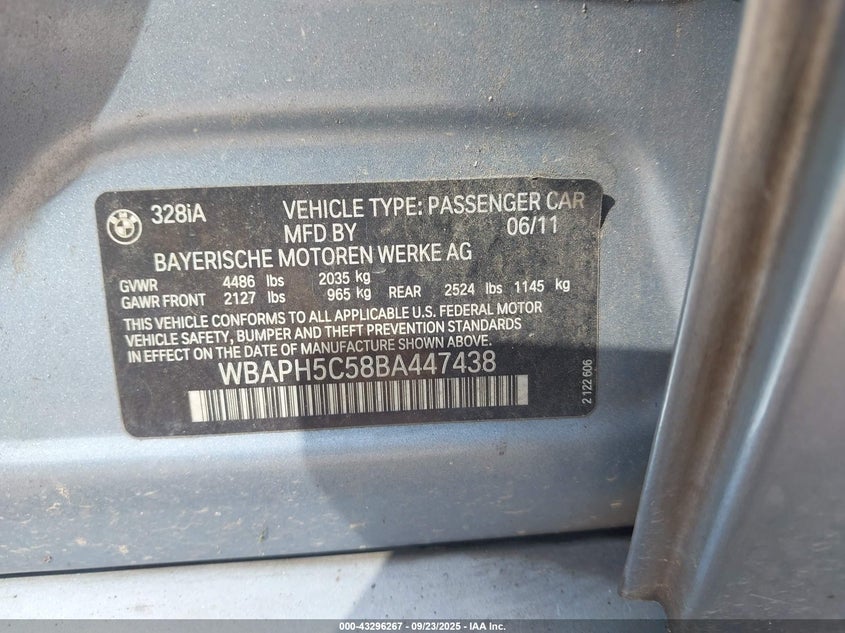 328iA VEHICLE TYPE: PASSENGER CAR
MFD BY 06/11
BAYERISCHE MOTOREN WERKE AG
GVWR 4486 lbs 2035 kg
GAWR FRONT 2127 lbs 965 kg REAR 2524 lbs 1145 kg
THIS VEHICLE CONFORMS TO ALL APPLICABLE U.S. FEDERAL MOTOR
VEHICLE SAFETY, BUMPER AND THEFT PREVENTION STANDARDS
IN EFFECT ON THE DATE OF MANUFACTURE SHOWN ABOVE.
WBAPH5C58BA447438
2 122 606
000-43296267 - 09/23/2025 - IAA Inc.